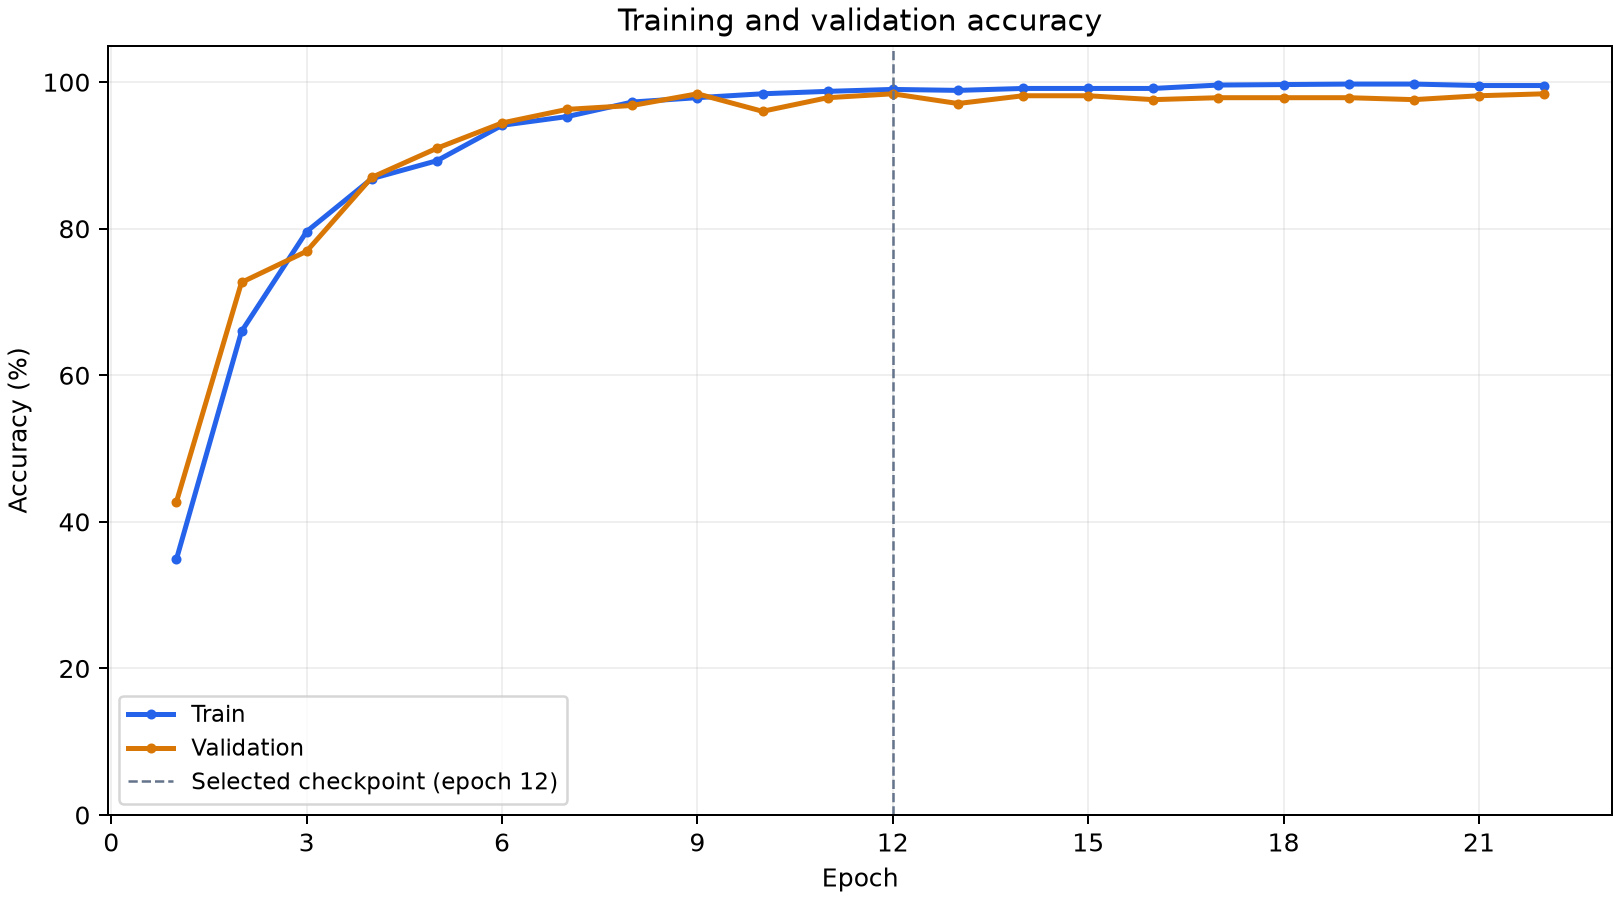 Training and validation accuracy
Accuracy (%)
100
80
60
40
20
0
Train
Validation
Selected checkpoint (epoch 12)
0 3 6 9 12 15 18 21
Epoch